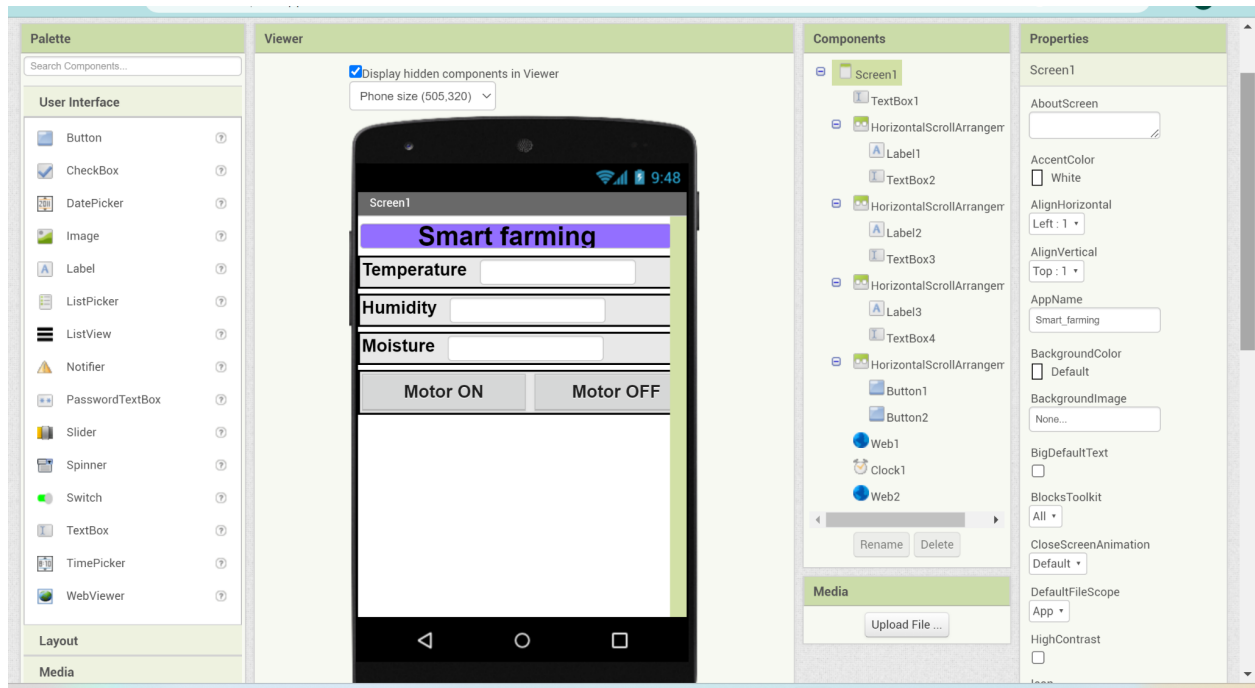 Palette
Search Components...
User Interface
Button
CheckBox
DatePicker
Image
Label
ListPicker
ListView
Notifier
PasswordTextBox
Slider
Spinner
Switch
TextBox
TimePicker
WebViewer
Layout
Media
Viewer
Display hidden components in Viewer
Phone size (505,320)
9:48
Screen1
Smart farming
Temperature
Humidity
Moisture
Motor ON
Motor OFF
Components
Screen1
TextBox1
HorizontalScrollArrangem
Label1
TextBox2
HorizontalScrollArrangem
Label2
TextBox3
HorizontalScrollArrangem
Label3
TextBox4
HorizontalScrollArrangem
Button1
Button2
Web1
Clock1
Web2
Rename Delete
Media
Upload File ...
Properties
Screen1
AboutScreen
AccentColor
White
AlignHorizontal
Left : 1
AlignVertical
Top : 1
AppName
Smart_farming
BackgroundColor
Default
BackgroundImage
None...
BigDefaultText
BlocksToolkit
All
CloseScreenAnimation
Default
DefaultFileScope
App
HighContrast